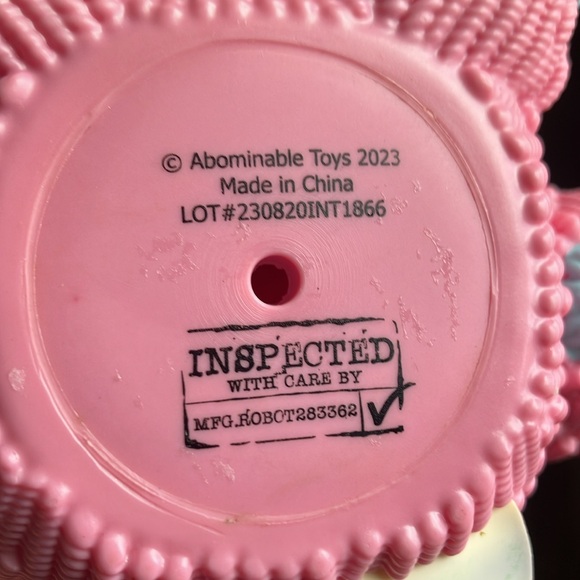 © Abominable Toys 2023
Made in China
LOT#230820INT1866
INSPECTED
WITH CARE BY
MFG.ROBOT283362